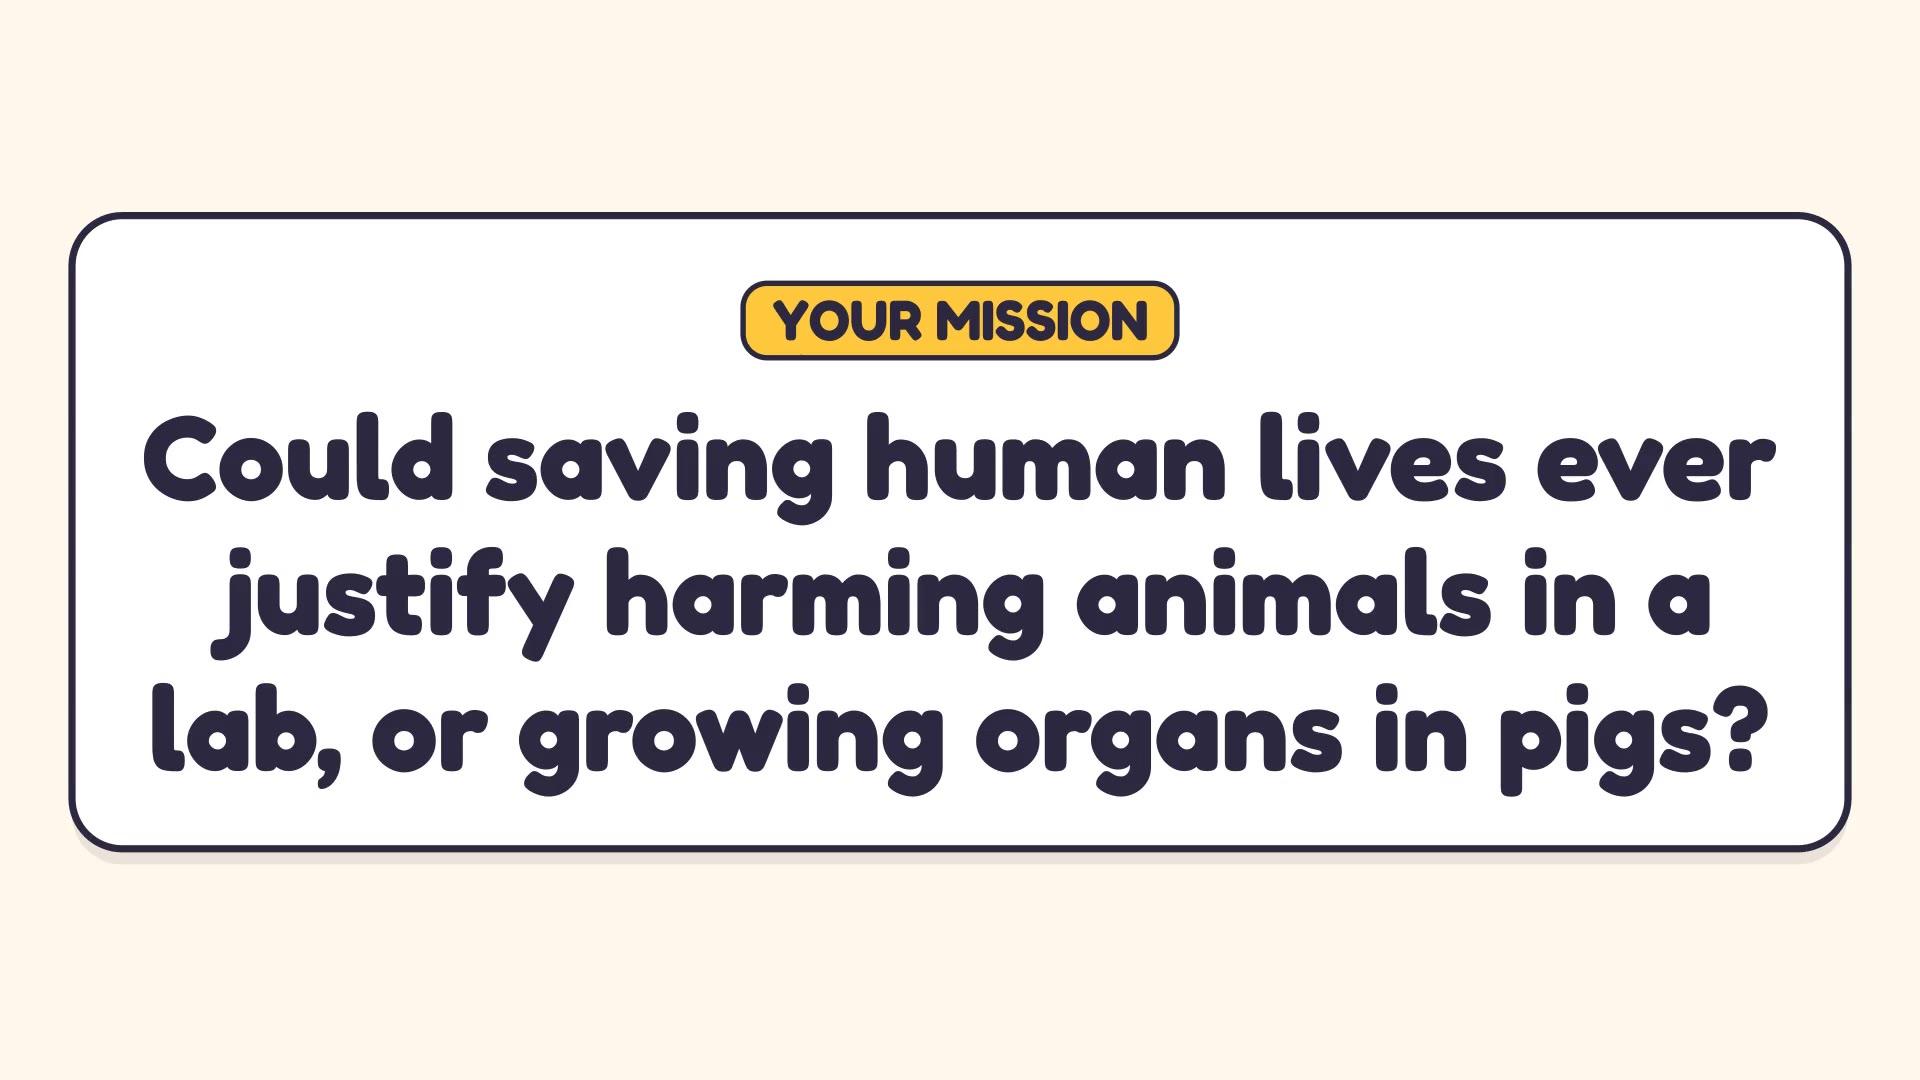 YOUR MISSION
Could saving human lives ever
justify harming animals in a
lab, or growing organs in pigs?